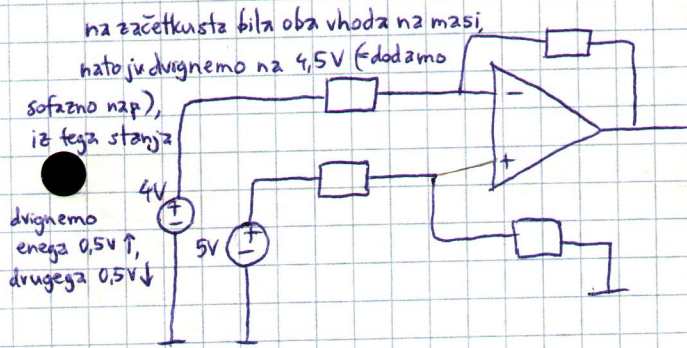 na začetku sta bila oba vhoda na masi,
nato ju dvignemo na 4,5V (=dodamo
sofazno nap),
iz tega stanja
dvignemo
enega 0,5V ↑,
drugega 0,5V ↓
4V
5V
+
−
+
−
−
+